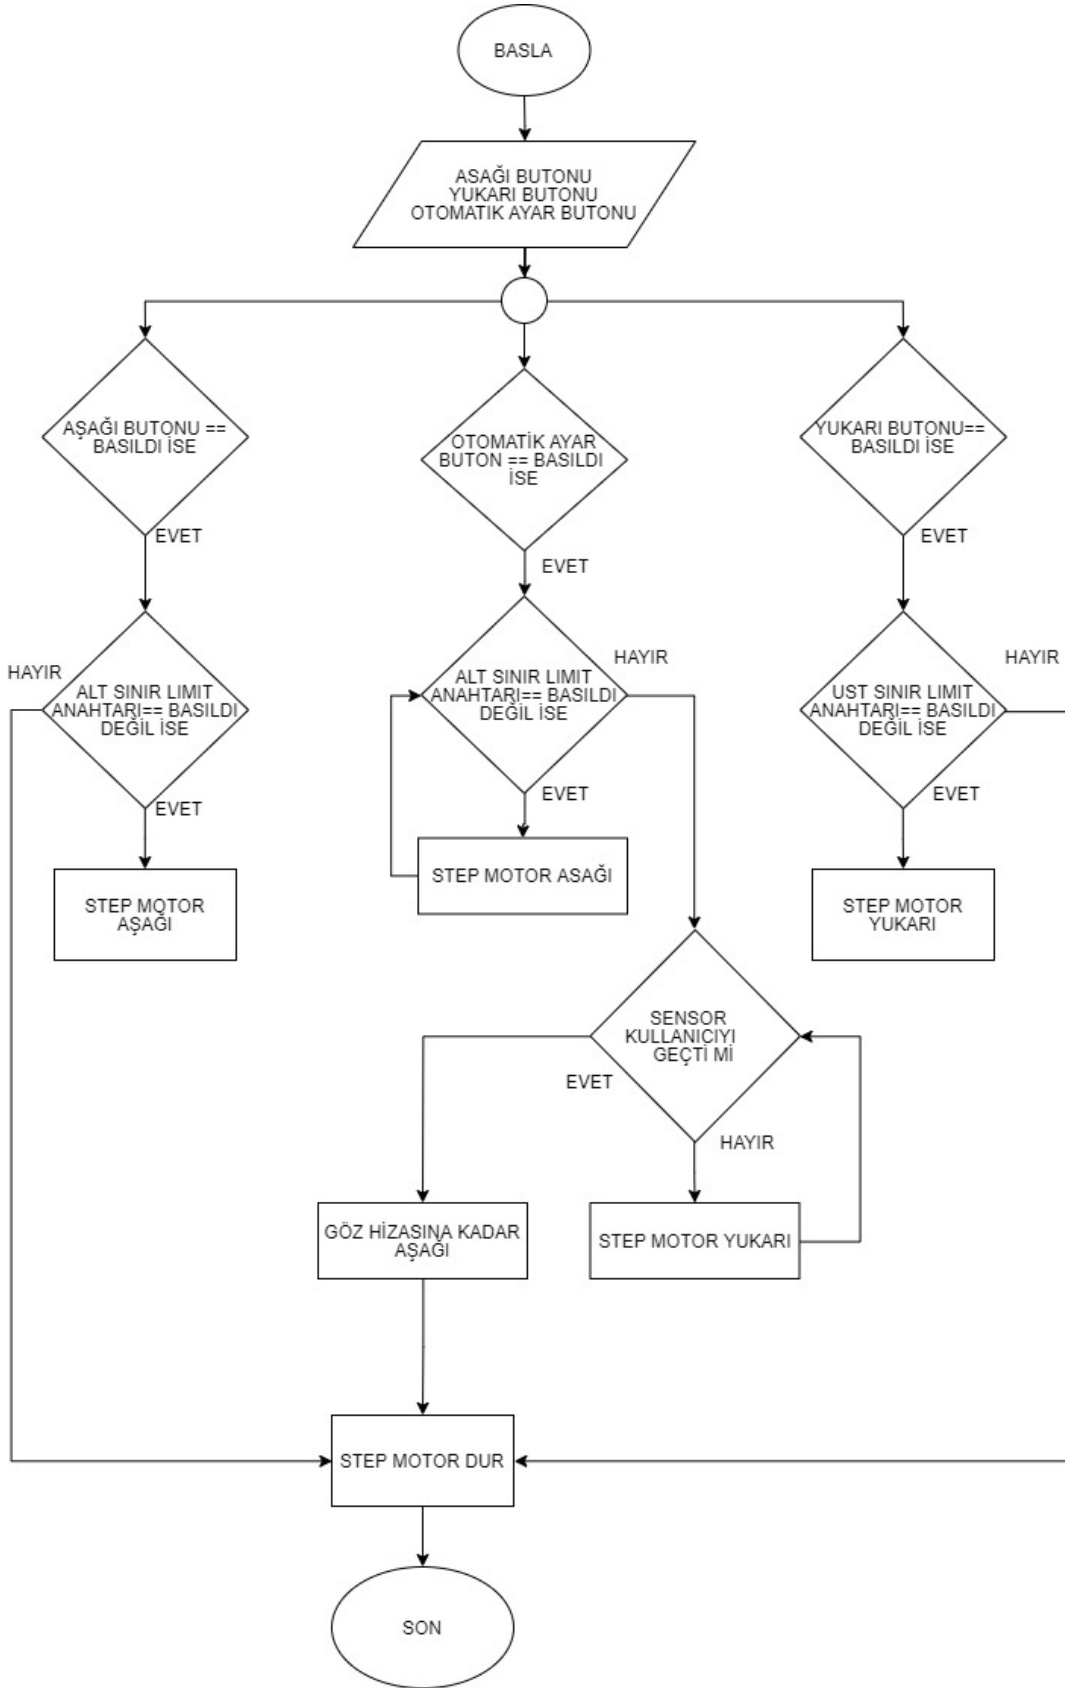 BASLA
ASAĞI BUTONU
YUKARI BUTONU
OTOMATIK AYAR BUTONU
AŞAĞI BUTONU ==
BASILDI İSE
EVET
OTOMATİK AYAR
BUTON == BASILDI
İSE
EVET
YUKARI BUTONU==
BASILDI İSE
EVET
HAYIR
ALT SINIR LIMIT
ANAHTARI== BASILDI
DEĞİL İSE
EVET
STEP MOTOR
AŞAĞI
HAYIR
ALT SINIR LIMIT
ANAHTARI== BASILDI
DEĞİL İSE
EVET
STEP MOTOR ASAĞI
HAYIR
UST SINIR LIMIT
ANAHTARI== BASILDI
DEĞİL İSE
EVET
STEP MOTOR
YUKARI
SENSOR
KULLANICIYI
GEÇTİ Mİ
EVET
HAYIR
GÖZ HİZASINA KADAR
AŞAĞI
STEP MOTOR YUKARI
STEP MOTOR DUR
SON